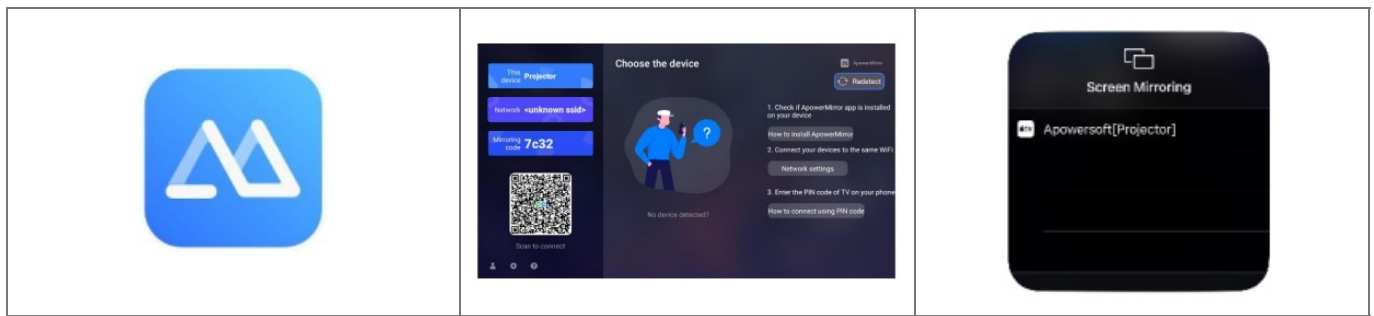 Choose the device
ApowerMirror
Redetect
This device Projector
Network <unknown ssid>
Mirroring code 7c32
Scan to connect
?
No device detected?
1. Check if ApowerMirror app is installed
on your device
How to install ApowerMirror
2. Connect your devices to the same WiFi
Network settings
3. Enter the PIN code of TV on your phone
How to connect using PIN code
Screen Mirroring
tv Apowersoft[Projector]